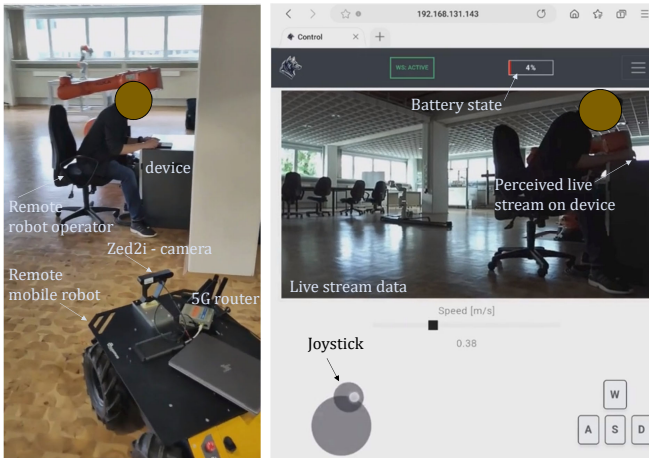 device
Remote
robot operator
Zed2i - camera
Remote
mobile robot
5G router
192.168.131.143
Control
WS: ACTIVE
4%
Battery state
Perceived live
stream on device
Live stream data
Speed [m/s]
0.38
Joystick
W
A S D